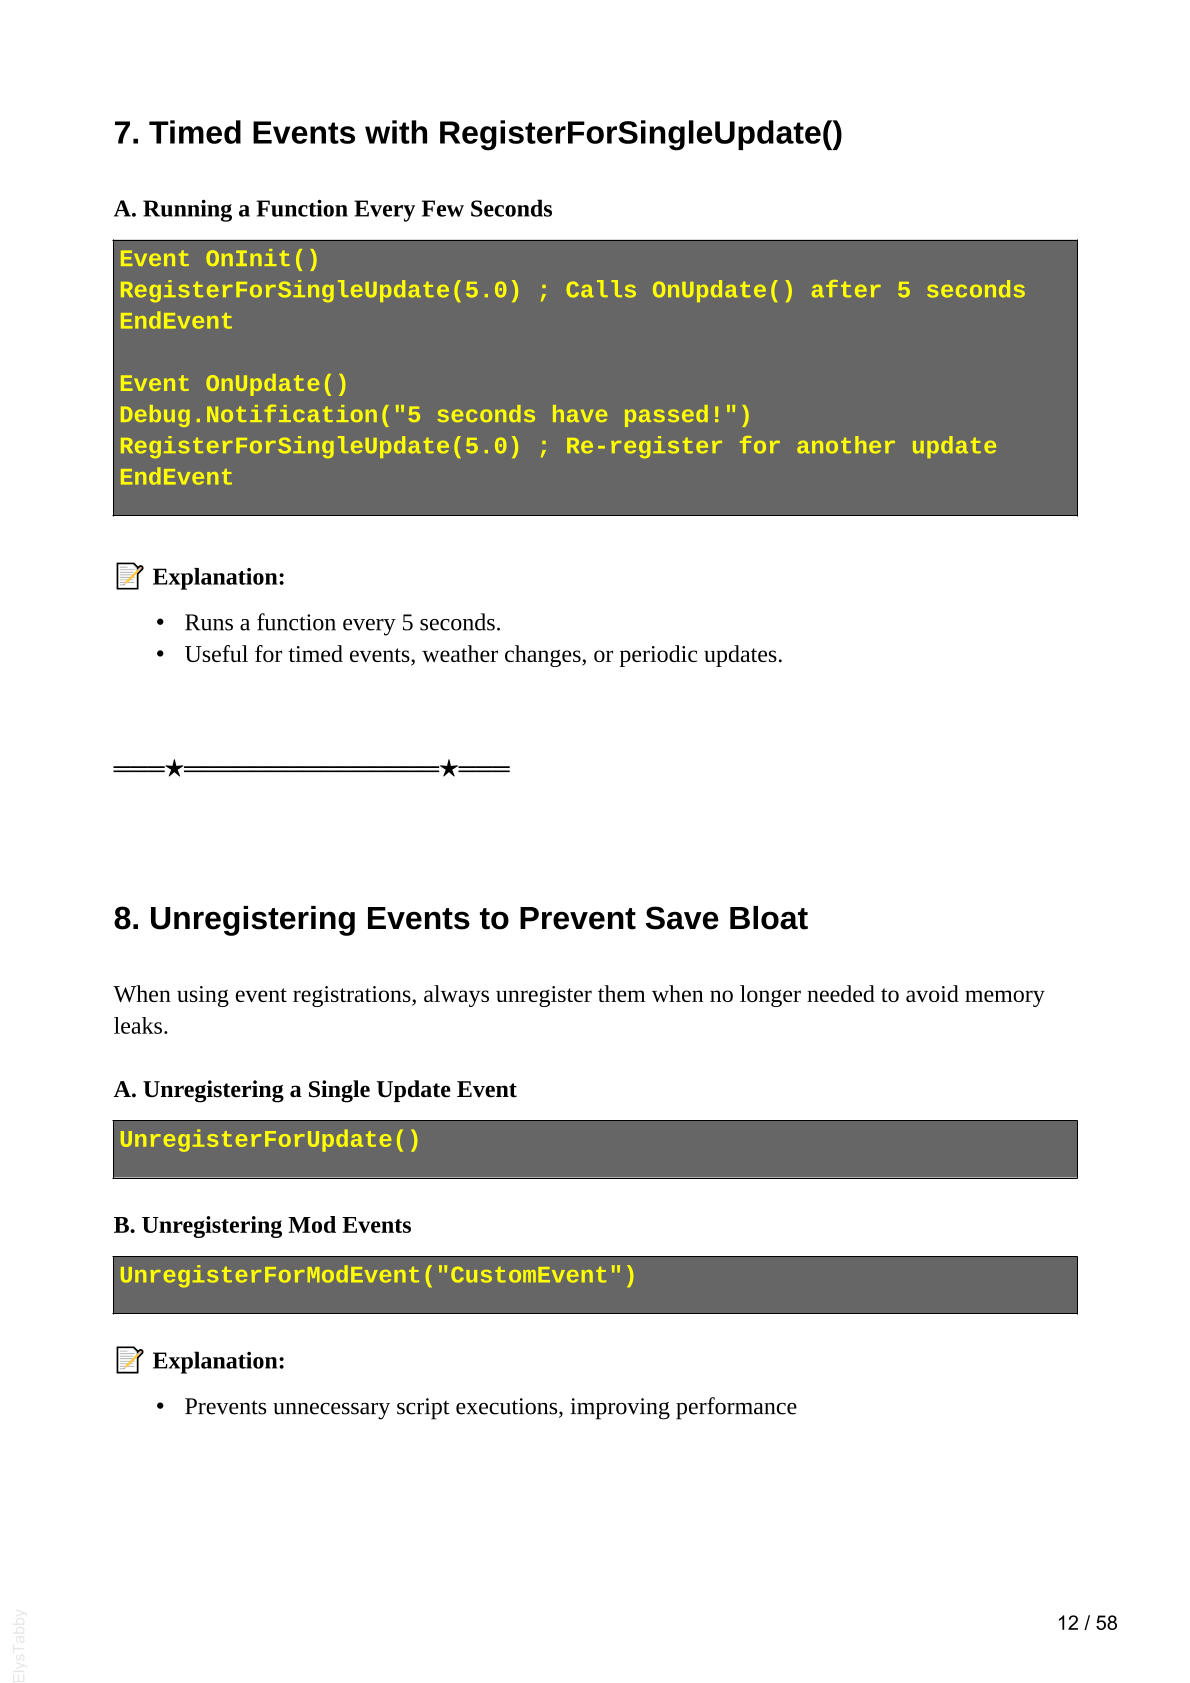 7. Timed Events with RegisterForSingleUpdate()
A. Running a Function Every Few Seconds
Event OnInit()
RegisterForSingleUpdate(5.0) ; Calls OnUpdate() after 5 seconds
EndEvent
Event OnUpdate()
Debug.Notification("5 seconds have passed!")
RegisterForSingleUpdate(5.0) ; Re-register for another update
EndEvent
📝 Explanation:
• Runs a function every 5 seconds.
• Useful for timed events, weather changes, or periodic updates.
═══★═══════════════★═══
8. Unregistering Events to Prevent Save Bloat
When using event registrations, always unregister them when no longer needed to avoid memory
leaks.
A. Unregistering a Single Update Event
UnregisterForUpdate()
B. Unregistering Mod Events
UnregisterForModEvent("CustomEvent")
📝 Explanation:
• Prevents unnecessary script executions, improving performance
12 / 58
ElysTabby